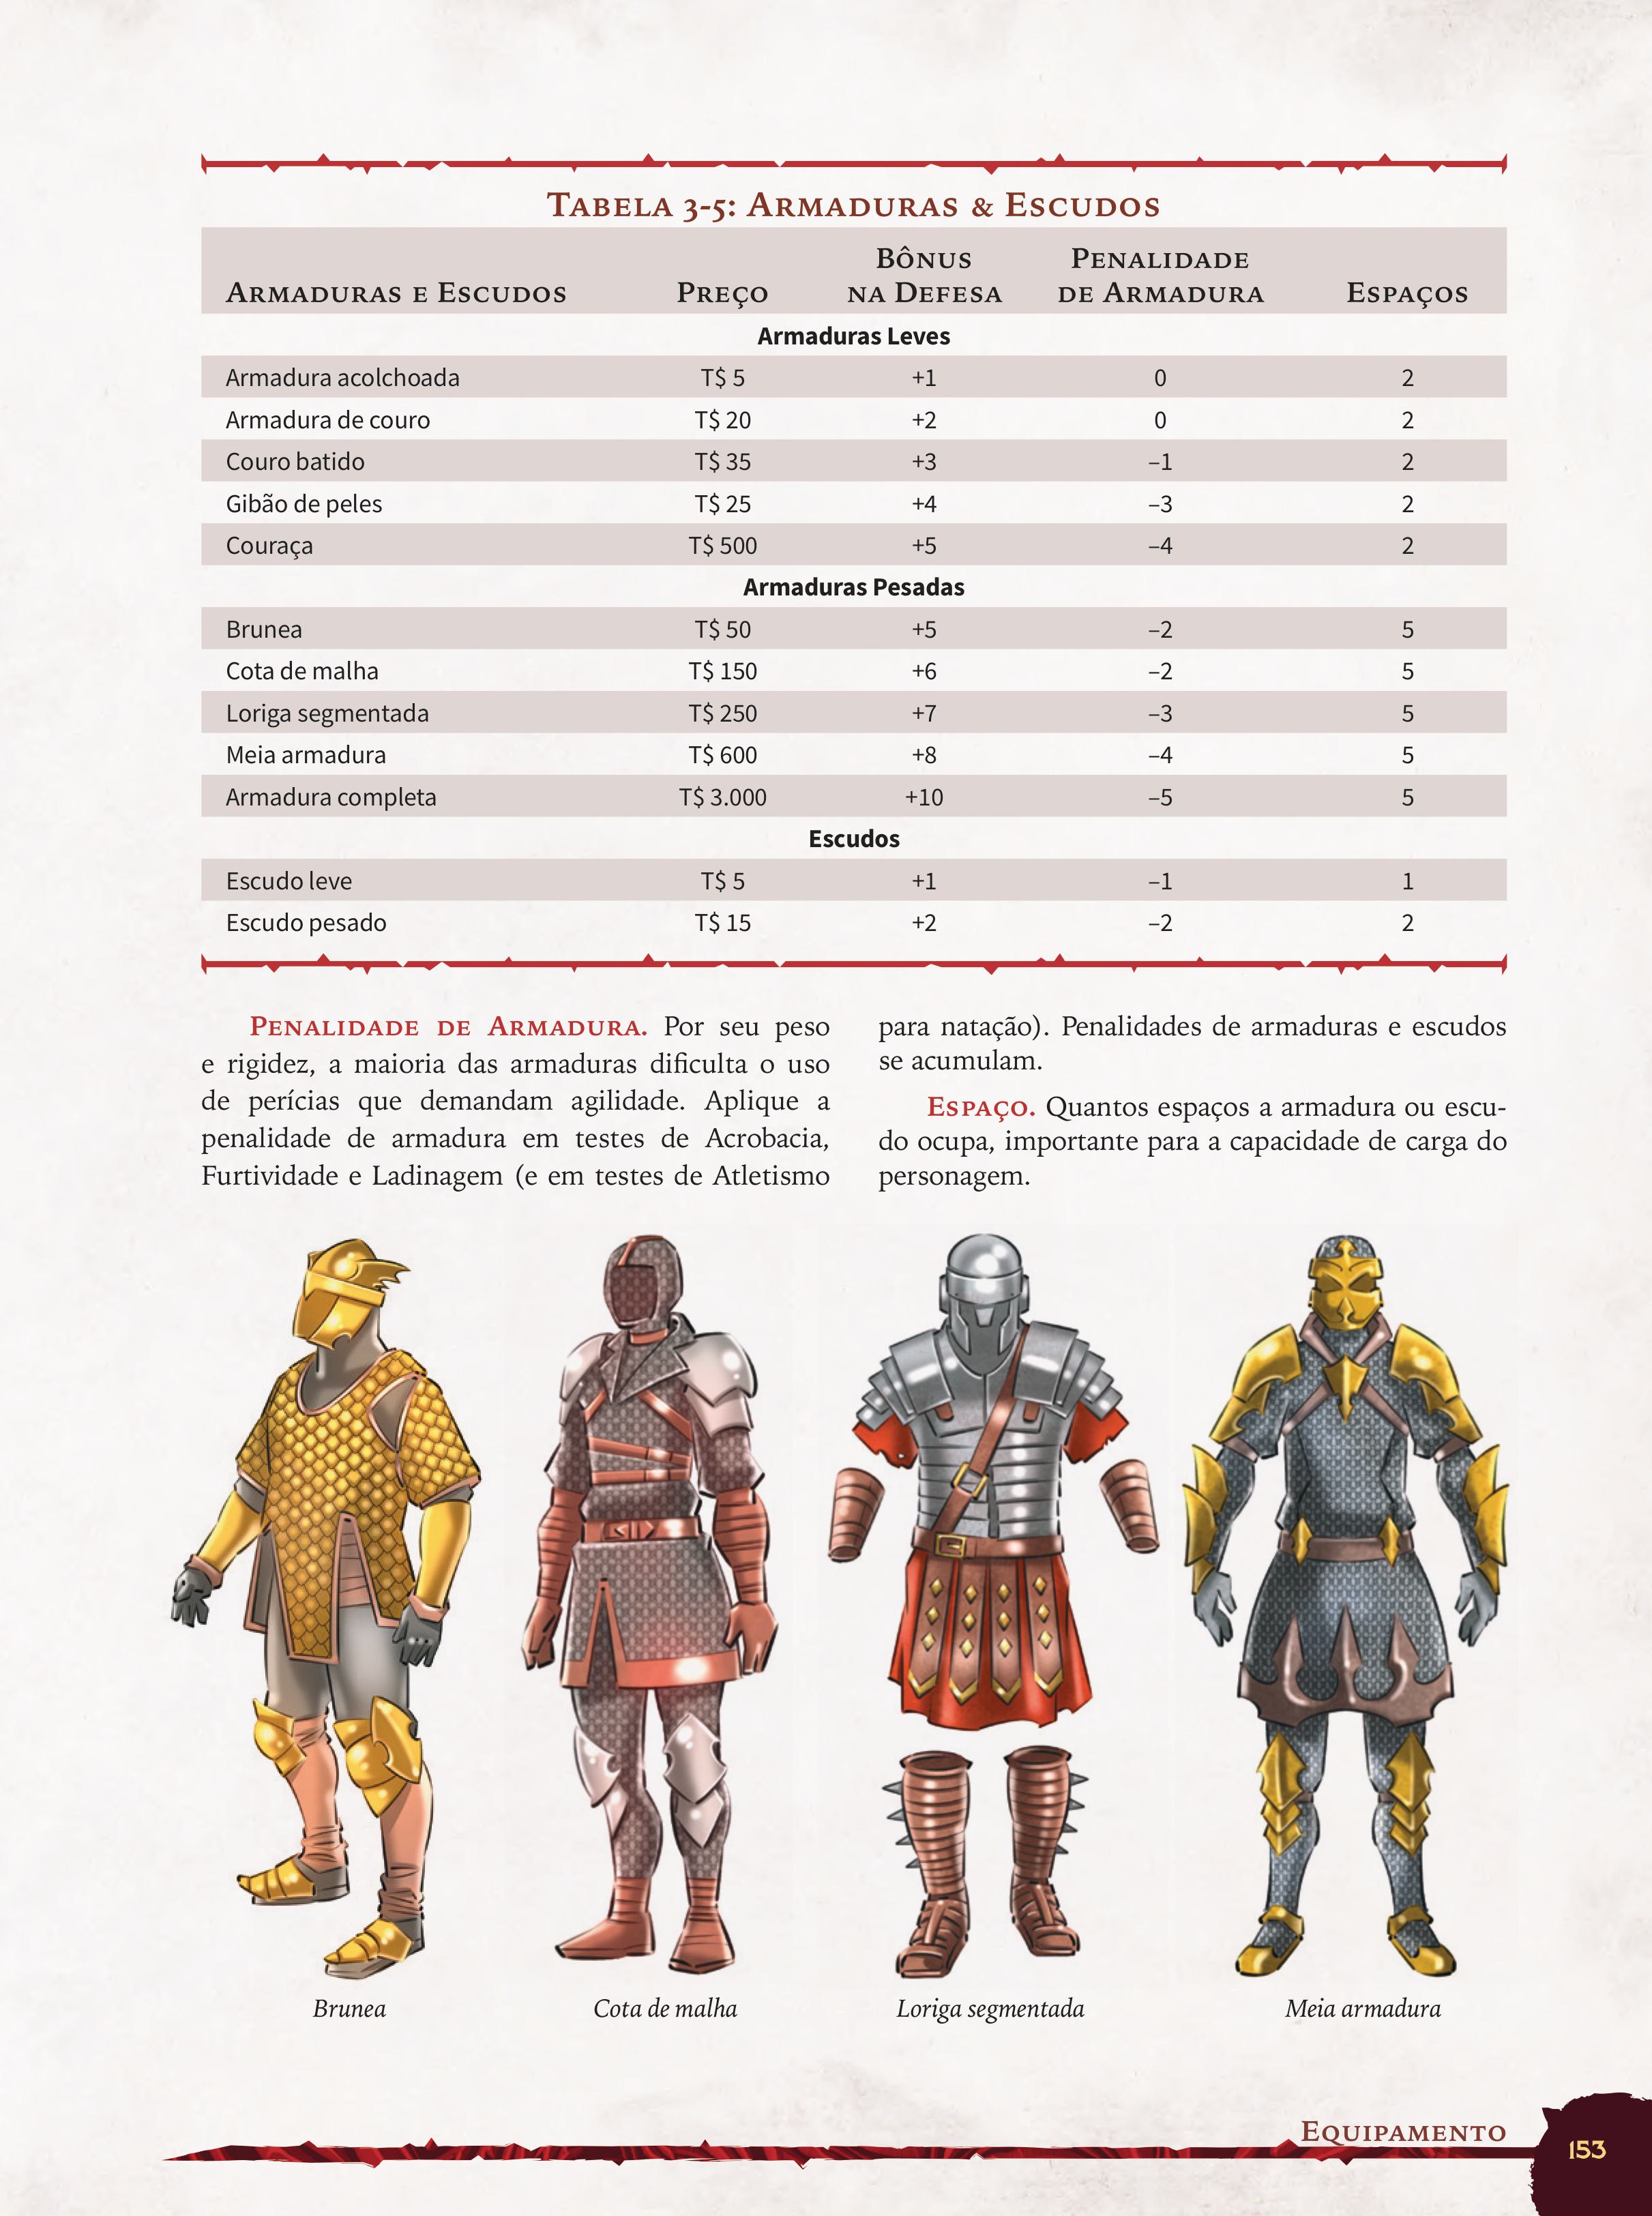 Tabela 3-5: Armaduras & Escudos
Armaduras e Escudos Preço Bônus na Defesa Penalidade de Armadura Espaços
Armaduras Leves
Armadura acolchoada T$ 5 +1 0 2
Armadura de couro T$ 20 +2 0 2
Couro batido T$ 35 +3 –1 2
Gibão de peles T$ 25 +4 –3 2
Couraça T$ 500 +5 –4 2
Armaduras Pesadas
Brunea T$ 50 +5 –2 5
Cota de malha T$ 150 +6 –2 5
Loriga segmentada T$ 250 +7 –3 5
Meia armadura T$ 600 +8 –4 5
Armadura completa T$ 3.000 +10 –5 5
Escudos
Escudo leve T$ 5 +1 –1 1
Escudo pesado T$ 15 +2 –2 2
Penalidade de Armadura. Por seu peso
e rigidez, a maioria das armaduras dificulta o uso
de perícias que demandam agilidade. Aplique a
penalidade de armadura em testes de Acrobacia,
Furtividade e Ladinagem (e em testes de Atletismo
para natação). Penalidades de armaduras e escudos
se acumulam.
Espaço. Quantos espaços a armadura ou escu-
do ocupa, importante para a capacidade de carga do
personagem.
Brunea
Cota de malha
Loriga segmentada
Meia armadura
Equipamento
153